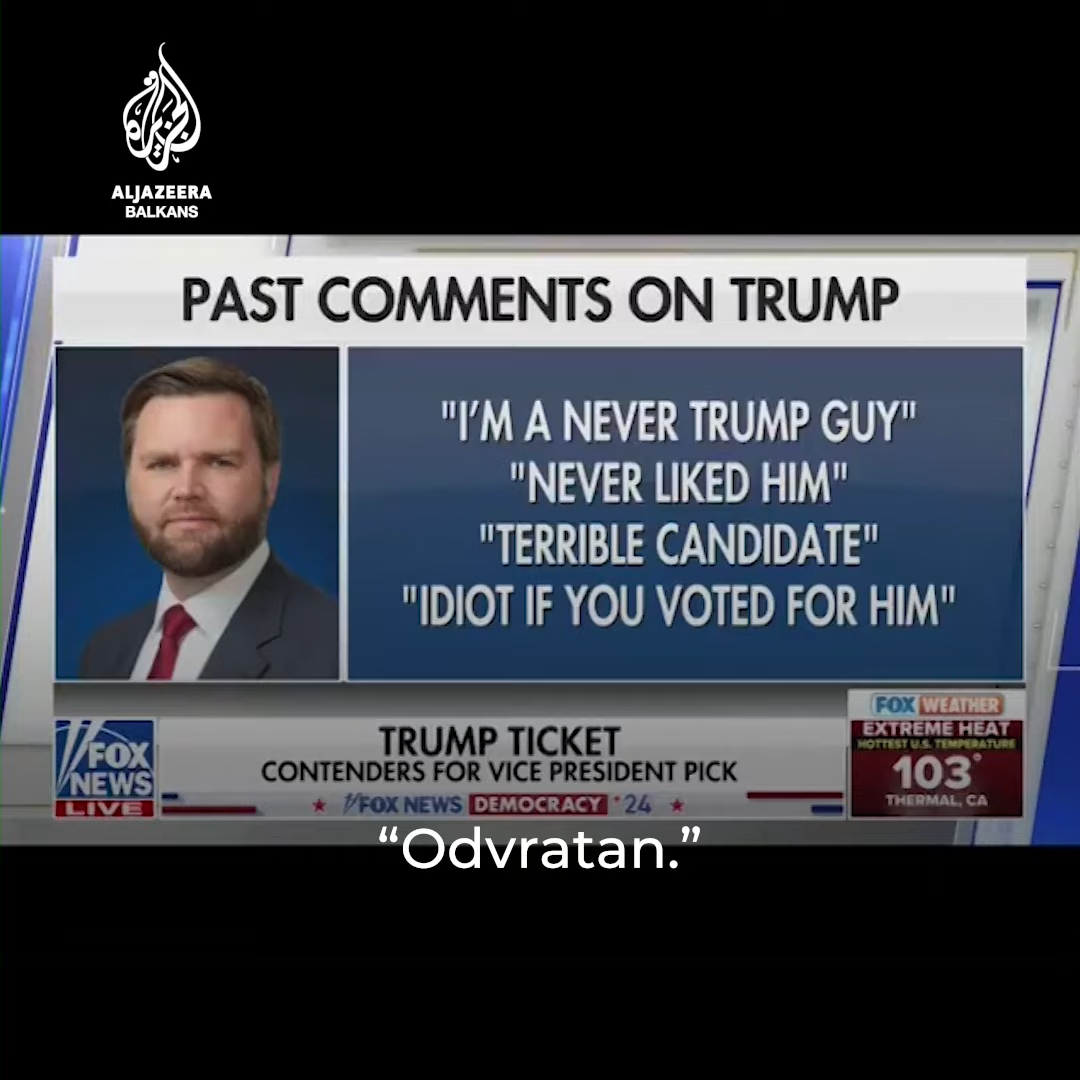 الجزيرة
ALJAZEERA
BALKANS
PAST COMMENTS ON TRUMP
"I'M A NEVER TRUMP GUY"
"NEVER LIKED HIM"
"TERRIBLE CANDIDATE"
"IDIOT IF YOU VOTED FOR HIM"
FOX NEWS
LIVE
TRUMP TICKET
CONTENDERS FOR VICE PRESIDENT PICK
FOX NEWS DEMOCRACY '24
FOX WEATHER
EXTREME HEAT
HOTTEST U.S. TEMPERATURE
103°
THERMAL, CA
“Odvratan.”